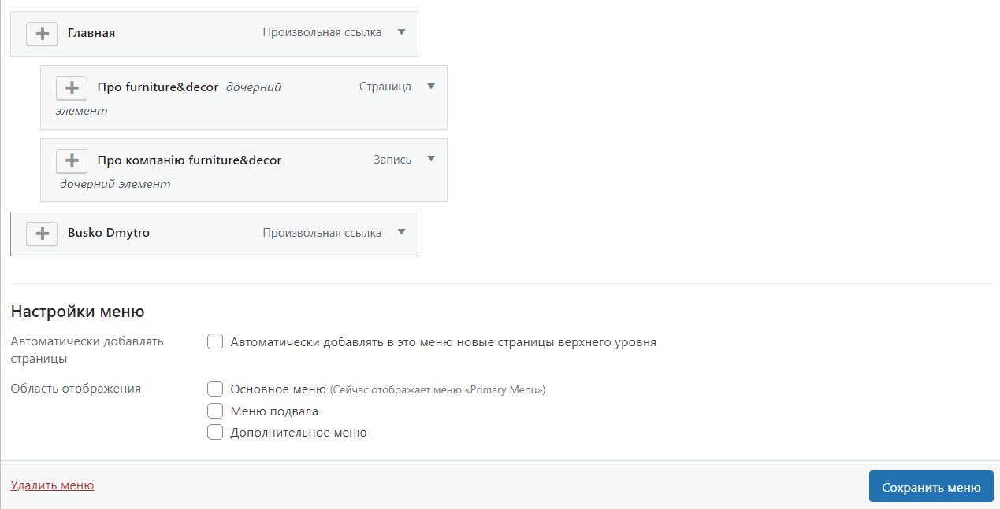 Главная Произвольная ссылка
Про furniture&decor дочерний Страница
элемент
Про компанію furniture&decor Запись
дочерний элемент
Busko Dmytro Произвольная ссылка
Настройки меню
Автоматически добавлять
страницы
Автоматически добавлять в это меню новые страницы верхнего уровня
Область отображения
Основное меню (Сейчас отображает меню «Primary Menu»)
Меню подвала
Дополнительное меню
Удалить меню
Сохранить меню